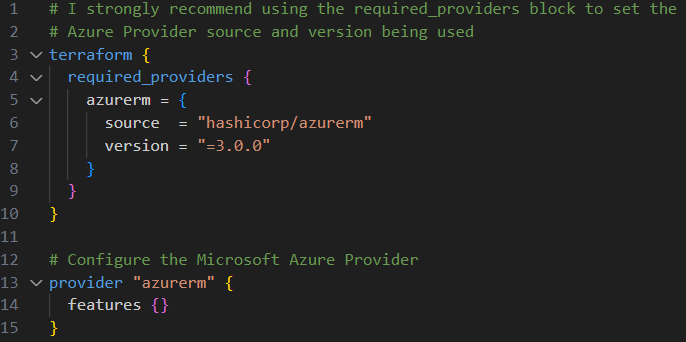 1 # I strongly recommend using the required_providers block to set the
2 # Azure Provider source and version being used
3 terraform {
4   required_providers {
5     azurerm = {
6       source  = "hashicorp/azurerm"
7       version = "=3.0.0"
8     }
9   }
10 }
11
12 # Configure the Microsoft Azure Provider
13 provider "azurerm" {
14   features {}
15 }